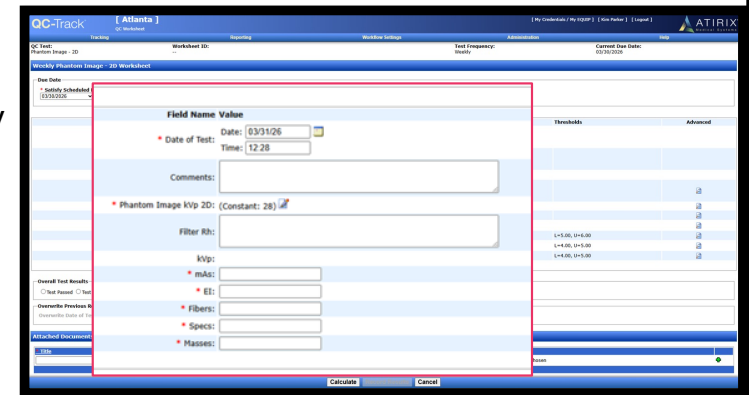 QC-Track
[ Atlanta ]
QC Worksheet
[ My Credentials / My EQUIP ] [ Kim Parker ] [ Logout ]
ATIRIX
Medical Systems
Tracking Reporting Workflow Settings Administration Help
QC Test: Worksheet ID: Test Frequency: Current Due Date:
Phantom Image - 2D -- Weekly 03/30/2026
Weekly Phantom Image - 2D Worksheet
Due Date
* Satisfy Scheduled
03/30/2026
Thresholds Advanced
Field Name Value
* Date of Test: Date: 03/31/26
Time: 12:28
Comments:
* Phantom Image kVp 2D: (Constant: 28)
Filter Rh:
kVp:
* mAs:
* EI:
* Fibers:
* Specs:
* Masses:
L=5.00, U=6.00
L=4.00, U=5.00
L=4.00, U=5.00
Overall Test Results
Test Passed Test
Overwrite Previous R
Overwrite Date of Te
Attached Document
Title
hosen
Calculate Cancel